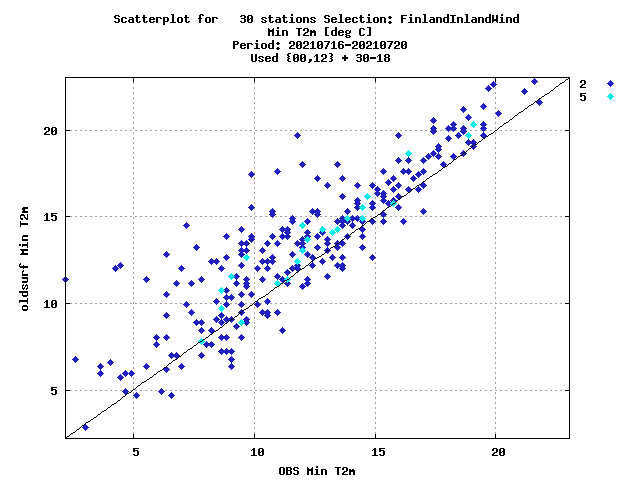 Scatterplot for   30 stations Selection: FinlandInlandWind
Min T2m [deg C]
Period: 20210716-20210720
Used {00,12} + 30-18
2
5
20
15
10
5
oldsurf Min T2m
5 10 15 20
OBS Min T2m